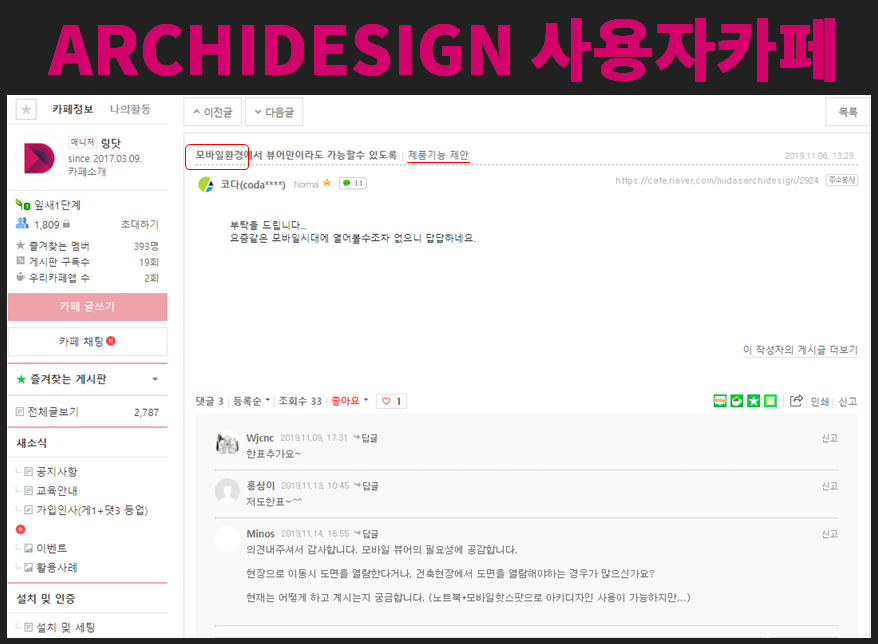 ARCHIDESIGN 사용자카페
카페정보 나의활동
매니저 링닷
since 2017.03.09.
카페소개
잎새1단계
1,809 초대하기
즐겨찾는 멤버 393명
게시판 구독수 19회
우리카페앱 수 2회
카페 글쓰기
카페 채팅 N
즐겨찾는 게시판
전체글보기 2,787
새소식
공지사항
교육안내
가입인사(게1+댓3 등업)
N
이벤트
활용사례
설치 및 인증
설치 및 세팅
이전글 다음글 목록
모바일환경에서 뷰어만이라도 가능할수 있도록 | 제품기능 제안 2019.11.06. 13:29
코다(coda****) Normal 1:1 https://cafe.naver.com/midasarchidesign/2924 주소복사
부탁을 드립니다...
요즘같은 모바일시대에 열어볼수조차 없으니 답답하네요.
이 작성자의 게시글 더보기
댓글 3 | 등록순 | 조회수 33 | 좋아요 1 blog 인쇄 | 신고
Wjcnc 2019.11.09. 17:31 답글 신고
한표추가요~
홍삼이 2019.11.13. 10:45 답글 신고
저도한표~^^
Minos 2019.11.14. 16:55 답글 신고
의견내주셔서 감사합니다. 모바일 뷰어의 필요성에 공감합니다.
현장으로 이동시 도면을 열람한다거나, 건축현장에서 도면을 열람해야하는 경우가 많으신가요?
현재는 어떻게 하고 계시는지 궁금합니다. (노트북+모바일핫스팟으로 아키디자인 사용이 가능하지만...)